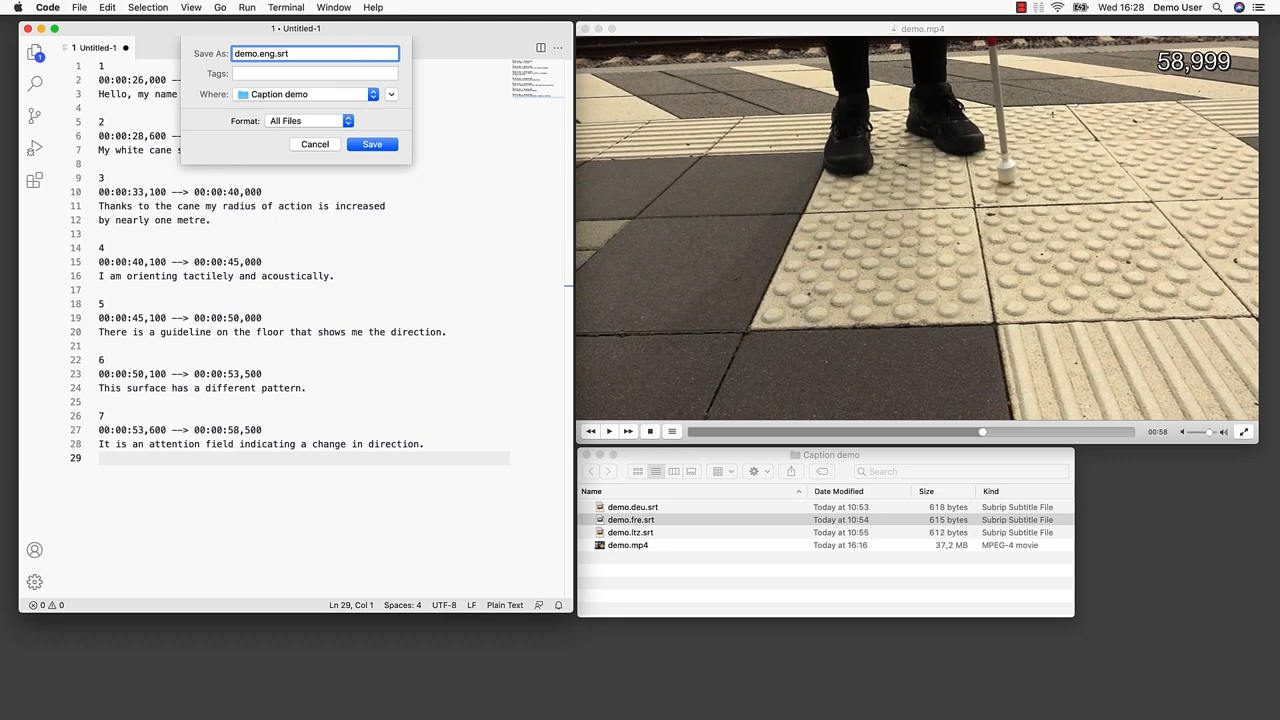 Code File Edit Selection View Go Run Terminal Window Help Wed 16:28 Demo User
1 • Untitled-1
1 Untitled-1
Save As: demo.eng.srt
Tags:
Where: Caption demo
Format: All Files
Cancel Save
1 1
2 00:00:26,000 --
3 Hello, my name
4
5 2
6 00:00:28,600 --
7 My white cane s
8
9 3
10 00:00:33,100 --> 00:00:40,000
11 Thanks to the cane my radius of action is increased
12 by nearly one metre.
13
14 4
15 00:00:40,100 --> 00:00:45,000
16 I am orienting tactilely and acoustically.
17
18 5
19 00:00:45,100 --> 00:00:50,000
20 There is a guideline on the floor that shows me the direction.
21
22 6
23 00:00:50,100 --> 00:00:53,500
24 This surface has a different pattern.
25
26 7
27 00:00:53,600 --> 00:00:58,500
28 It is an attention field indicating a change in direction.
29
0 0 Ln 29, Col 1 Spaces: 4 UTF-8 LF Plain Text
demo.mp4
58,999
00:58
Caption demo
Search
Name Date Modified Size Kind
demo.deu.srt Today at 10:53 618 bytes Subrip Subtitle File
demo.fre.srt Today at 10:54 615 bytes Subrip Subtitle File
demo.ltz.srt Today at 10:55 612 bytes Subrip Subtitle File
demo.mp4 Today at 16:16 37,2 MB MPEG-4 movie